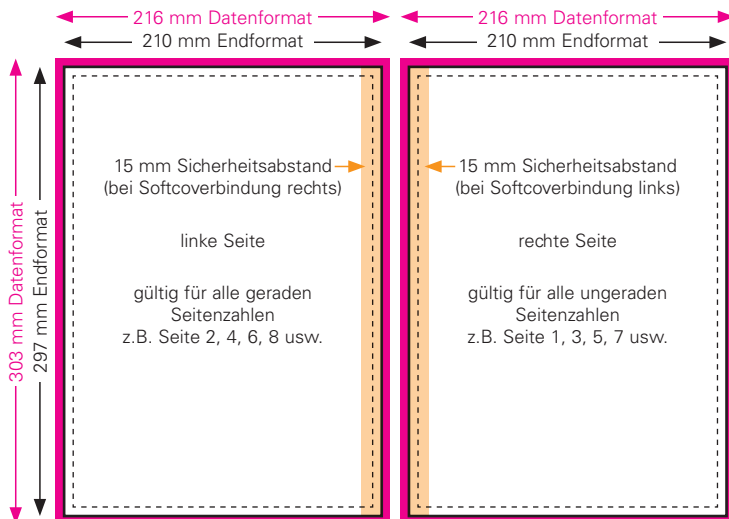 216 mm Datenformat
210 mm Endformat
216 mm Datenformat
210 mm Endformat
303 mm Datenformat
297 mm Endformat
15 mm Sicherheitsabstand
(bei Softcoverbindung rechts)
linke Seite
gültig für alle geraden
Seitenzahlen
z.B. Seite 2, 4, 6, 8 usw.
15 mm Sicherheitsabstand
(bei Softcoverbindung links)
rechte Seite
gültig für alle ungeraden
Seitenzahlen
z.B. Seite 1, 3, 5, 7 usw.